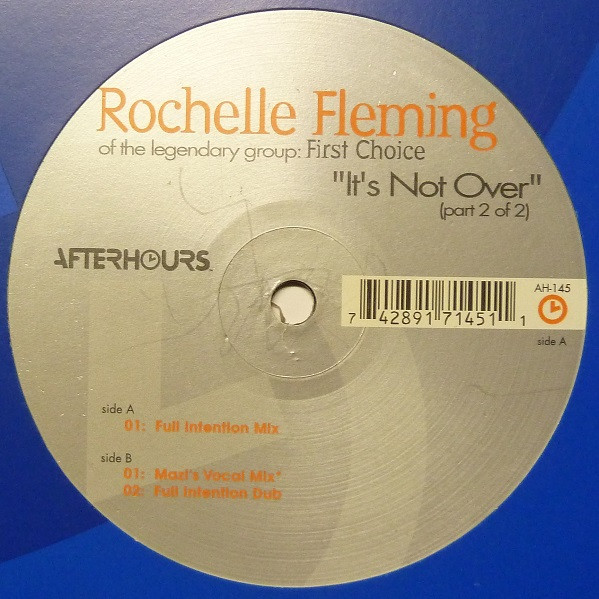 Rochelle Fleming
of the legendary group: First Choice
"It's Not Over"
(part 2 of 2)
AFTERHOURS™
AH-145
7 42891 71451 1
side A
side A
01: Full Intention Mix
side B
01: Mazi's Vocal Mix*
02: Full Intention Dub